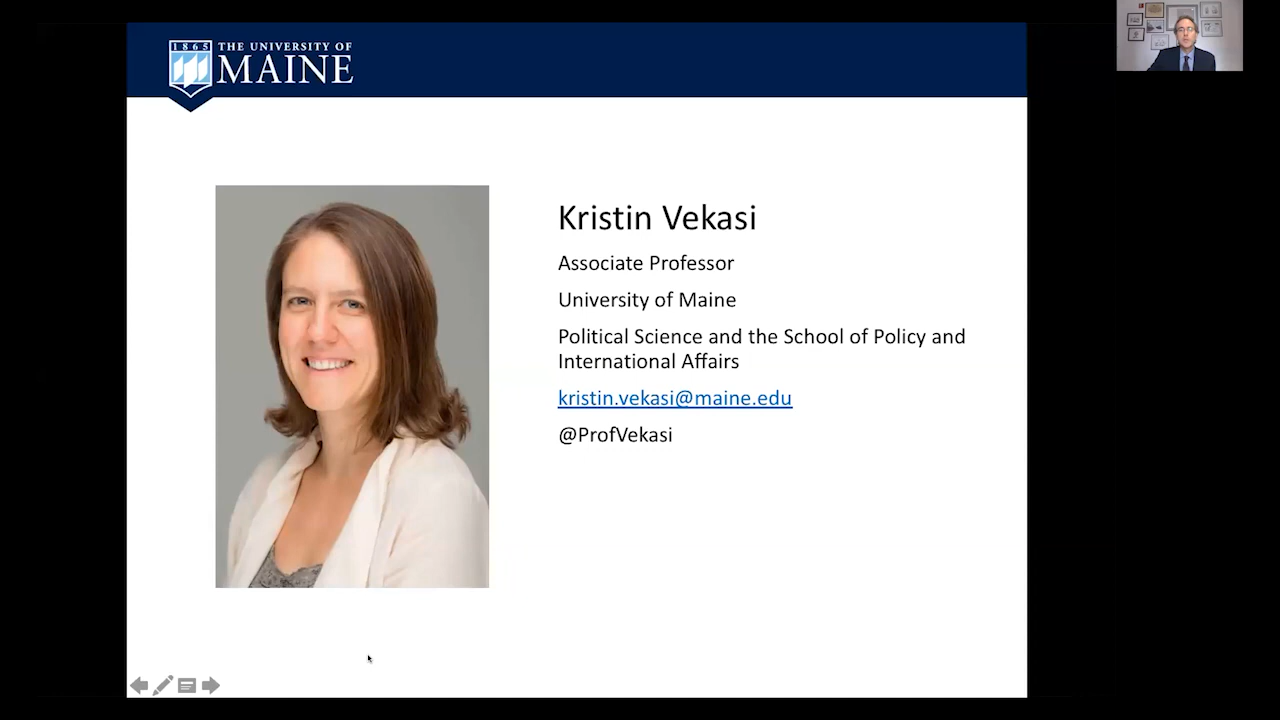 1865
THE UNIVERSITY OF
MAINE
Kristin Vekasi
Associate Professor
University of Maine
Political Science and the School of Policy and
International Affairs
kristin.vekasi@maine.edu
@ProfVekasi